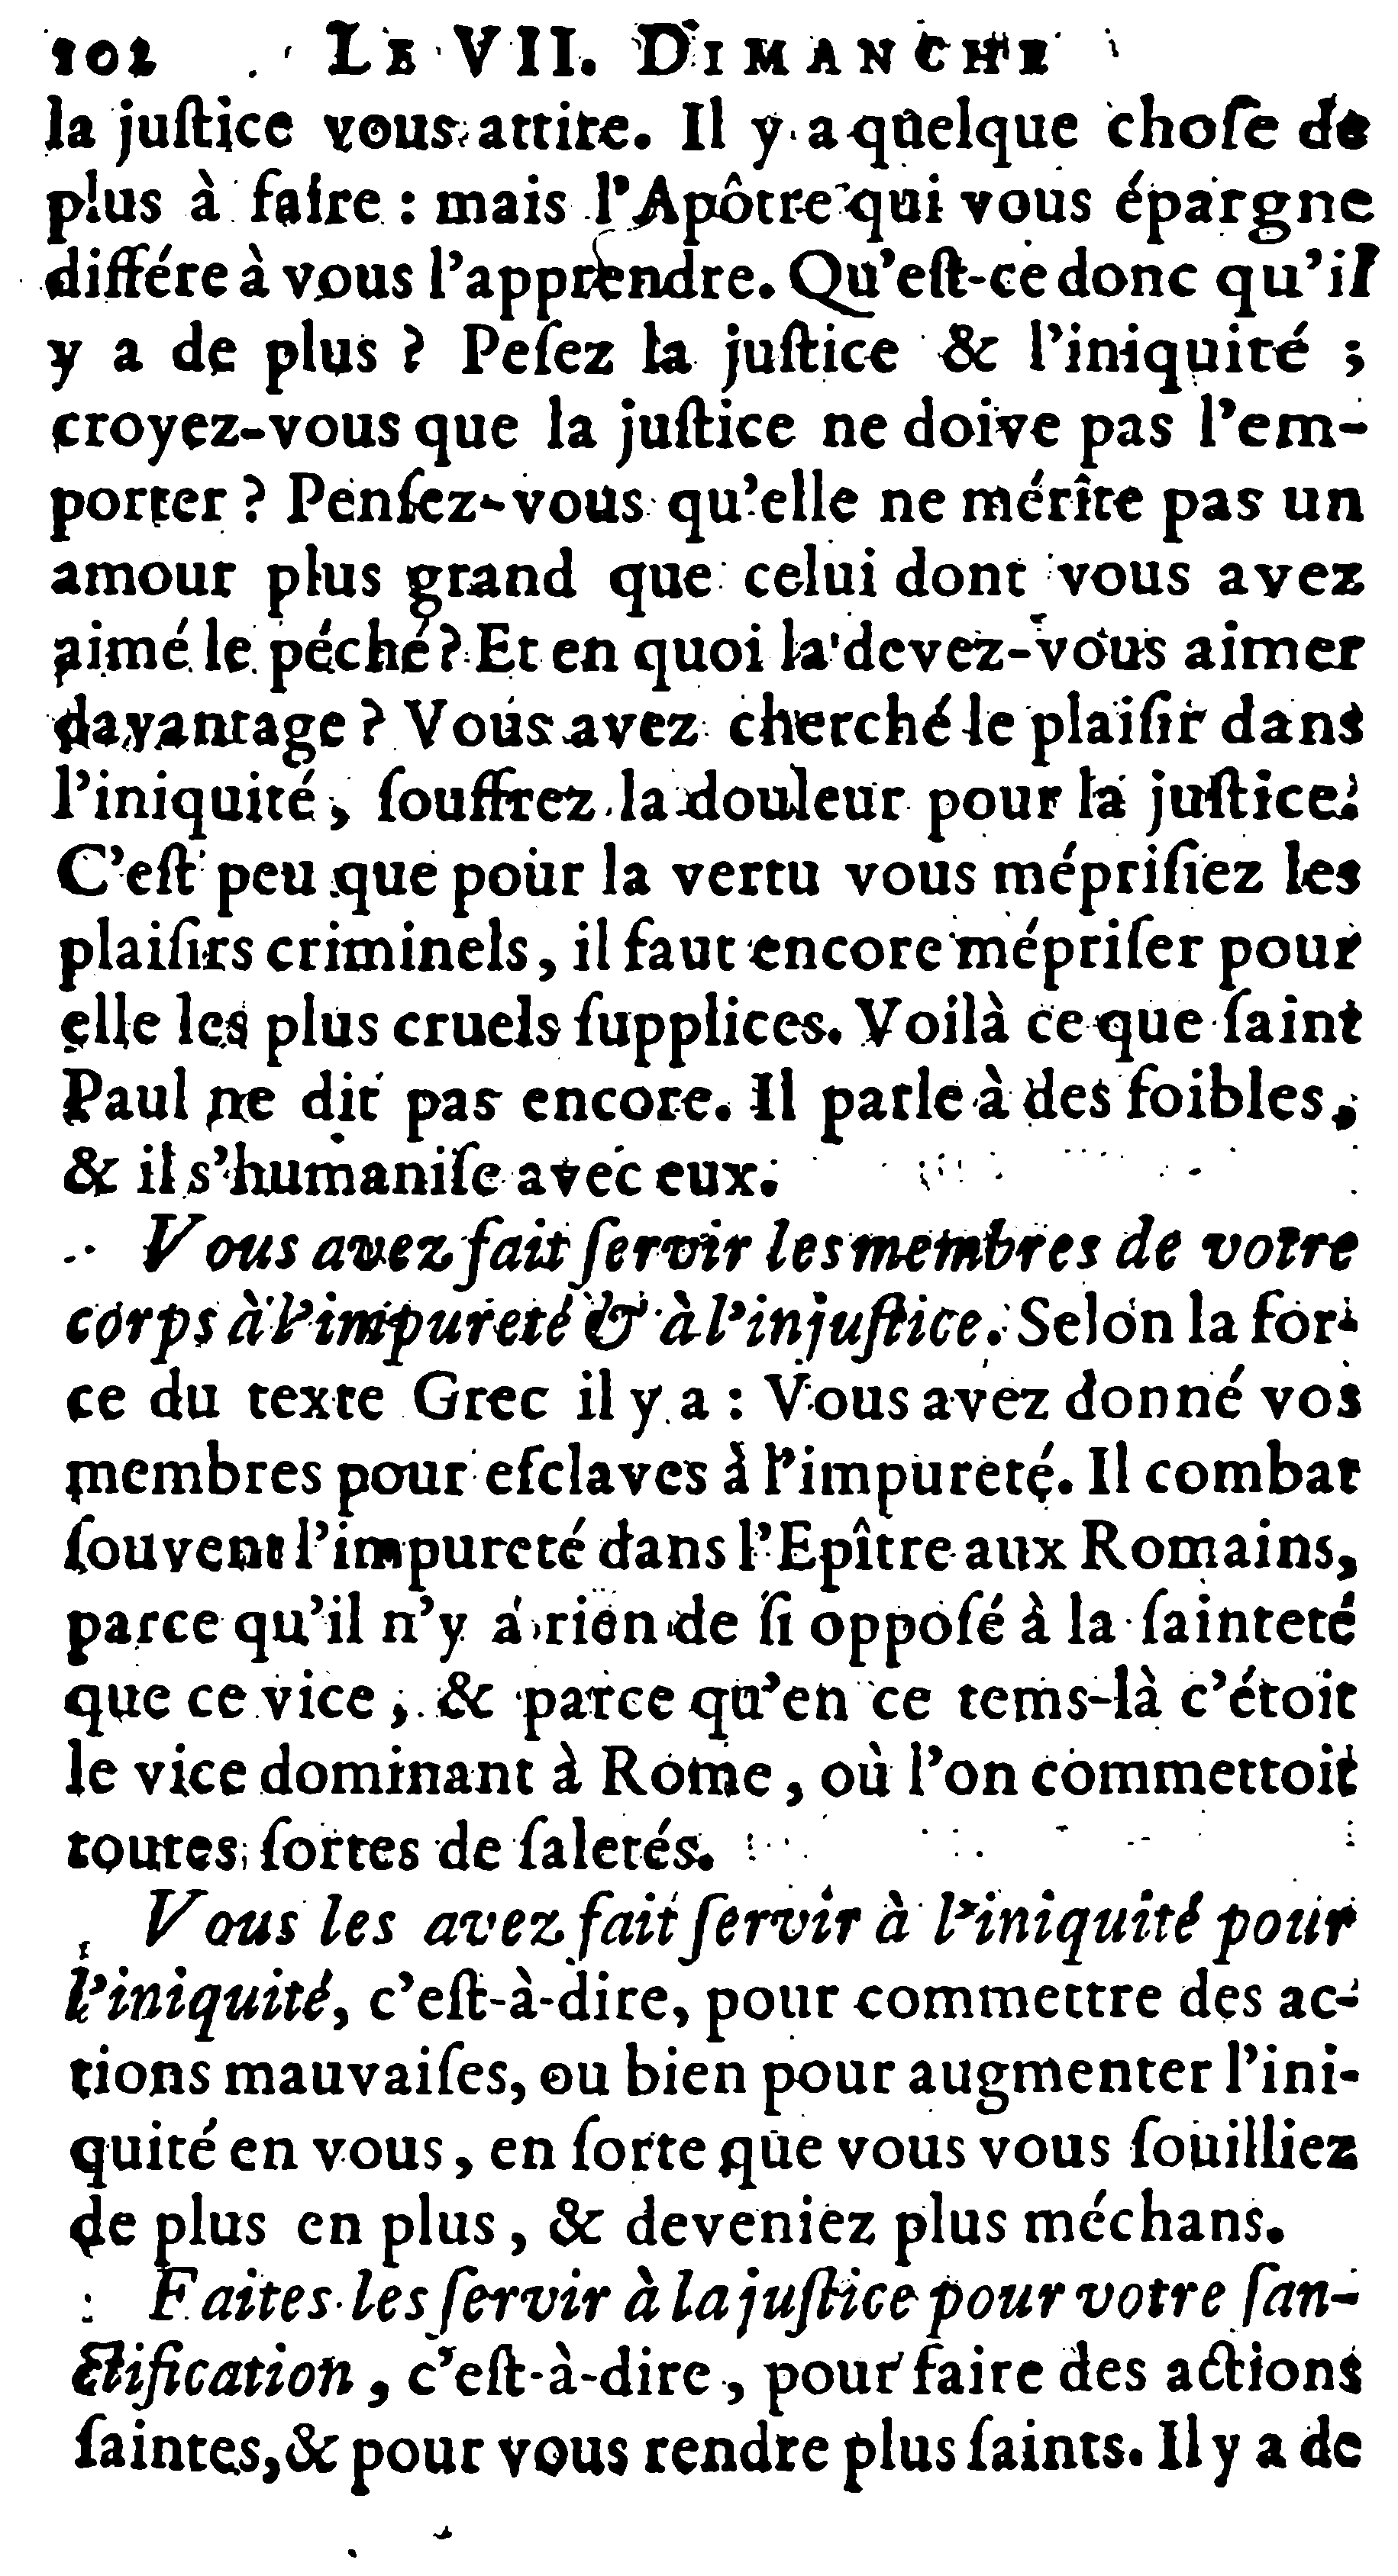 102 LE VII. DIMANCHE
la juſtice vous attire. Il y a quelque choſe de
plus à faire : mais l'Apôtre qui vous épargne
différe à vous l'apprendre. Qu'eſt-ce donc qu'il
y a de plus ? Peſez la juſtice & l'iniquité ;
croyez-vous que la juſtice ne doive pas l'em-
porter ? Penſez-vous qu'elle ne mérite pas un
amour plus grand que celui dont vous avez
aimé le péché ? Et en quoi la devez-vous aimer
davantage ? Vous avez cherché le plaiſir dans
l'iniquité, ſouffrez la douleur pour la juſtice.
C'eſt peu que pour la vertu vous mépriſiez les
plaiſirs criminels, il faut encore mépriſer pour
elle les plus cruels ſupplices. Voilà ce que ſaint
Paul ne dit pas encore. Il parle à des foibles,
& il s'humaniſe avec eux.
Vous avez fait ſervir les membres de votre
corps à l'impureté & à l'injuſtice. Selon la for-
ce du texte Grec il y a : Vous avez donné vos
membres pour eſclaves à l'impureté. Il combat
ſouvent l'impureté dans l'Epître aux Romains,
parce qu'il n'y a rien de ſi oppoſé à la ſainteté
que ce vice, & parce qu'en ce tems-là c'étoit
le vice dominant à Rome, où l'on commettoit
toutes ſortes de ſaletés.
Vous les avez fait ſervir à l'iniquité pour
l'iniquité, c'eſt-à-dire, pour commettre des ac-
tions mauvaiſes, ou bien pour augmenter l'ini-
quité en vous, en ſorte que vous vous ſouilliez
de plus en plus, & deveniez plus méchans.
Faites-les ſervir à la juſtice pour votre ſan-
ctification, c'eſt-à-dire, pour faire des actions
ſaintes, & pour vous rendre plus ſaints. Il y a de